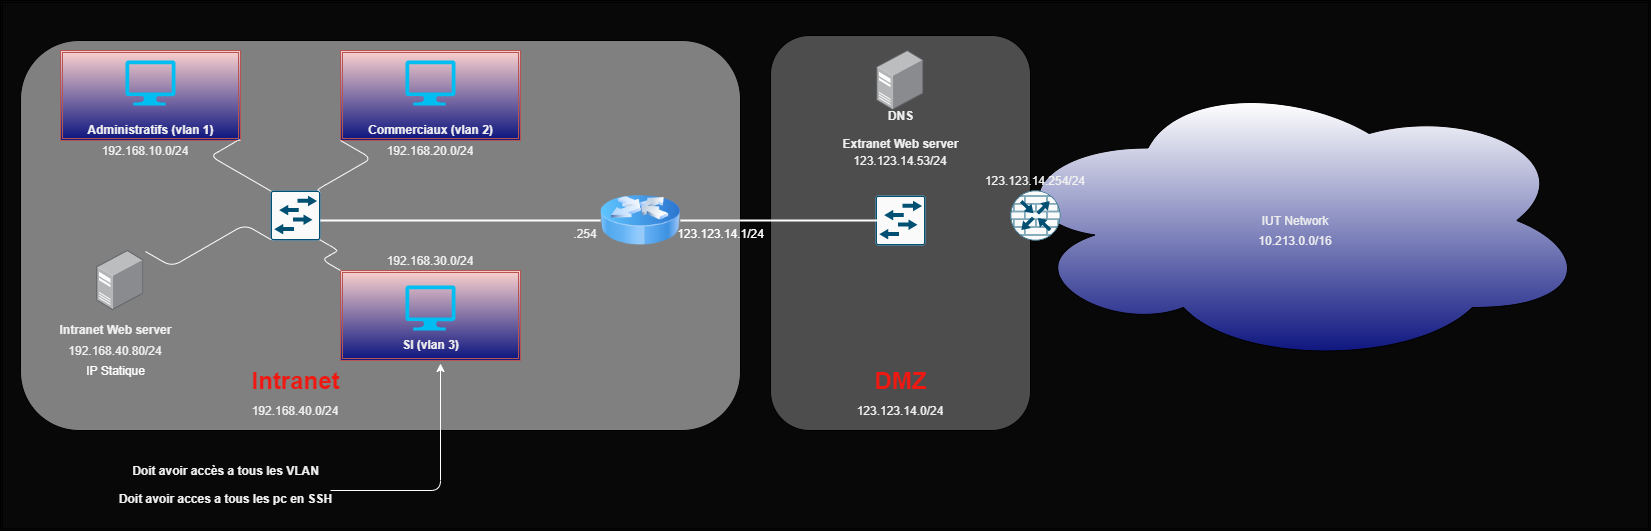 Administratifs (vlan 1)
192.168.10.0/24
Commerciaux (vlan 2)
192.168.20.0/24
Intranet Web server
192.168.40.80/24
IP Statique
192.168.30.0/24
SI (vlan 3)
Intranet
192.168.40.0/24
.254
123.123.14.1/24
DNS
Extranet Web server
123.123.14.53/24
DMZ
123.123.14.0/24
123.123.14.254/24
IUT Network
10.213.0.0/16
Doit avoir accès a tous les VLAN
Doit avoir acces a tous les pc en SSH